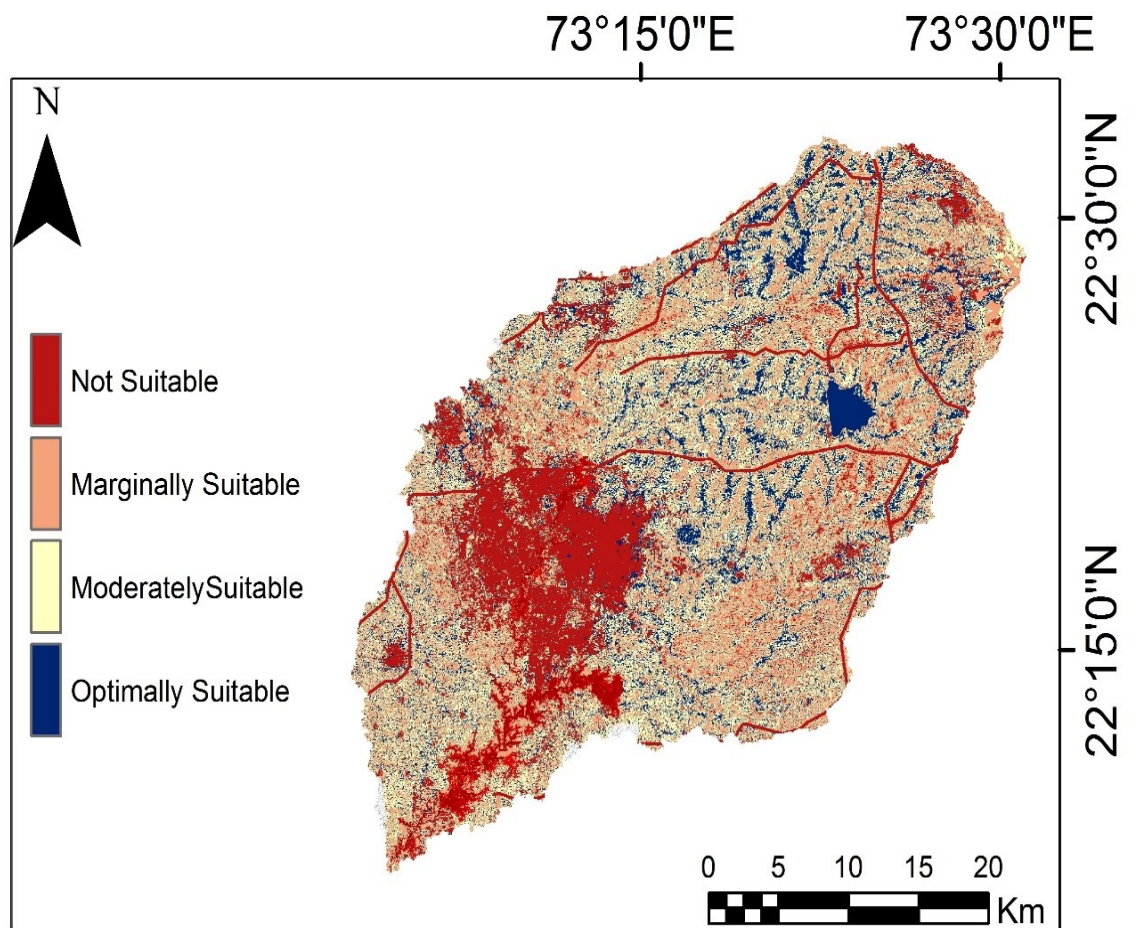 73°15'0"E
73°30'0"E
N
22°30'0"N
Not Suitable
Marginally Suitable
ModeratelySuitable
Optimally Suitable
22°15'0"N
0 5 10 15 20
Km